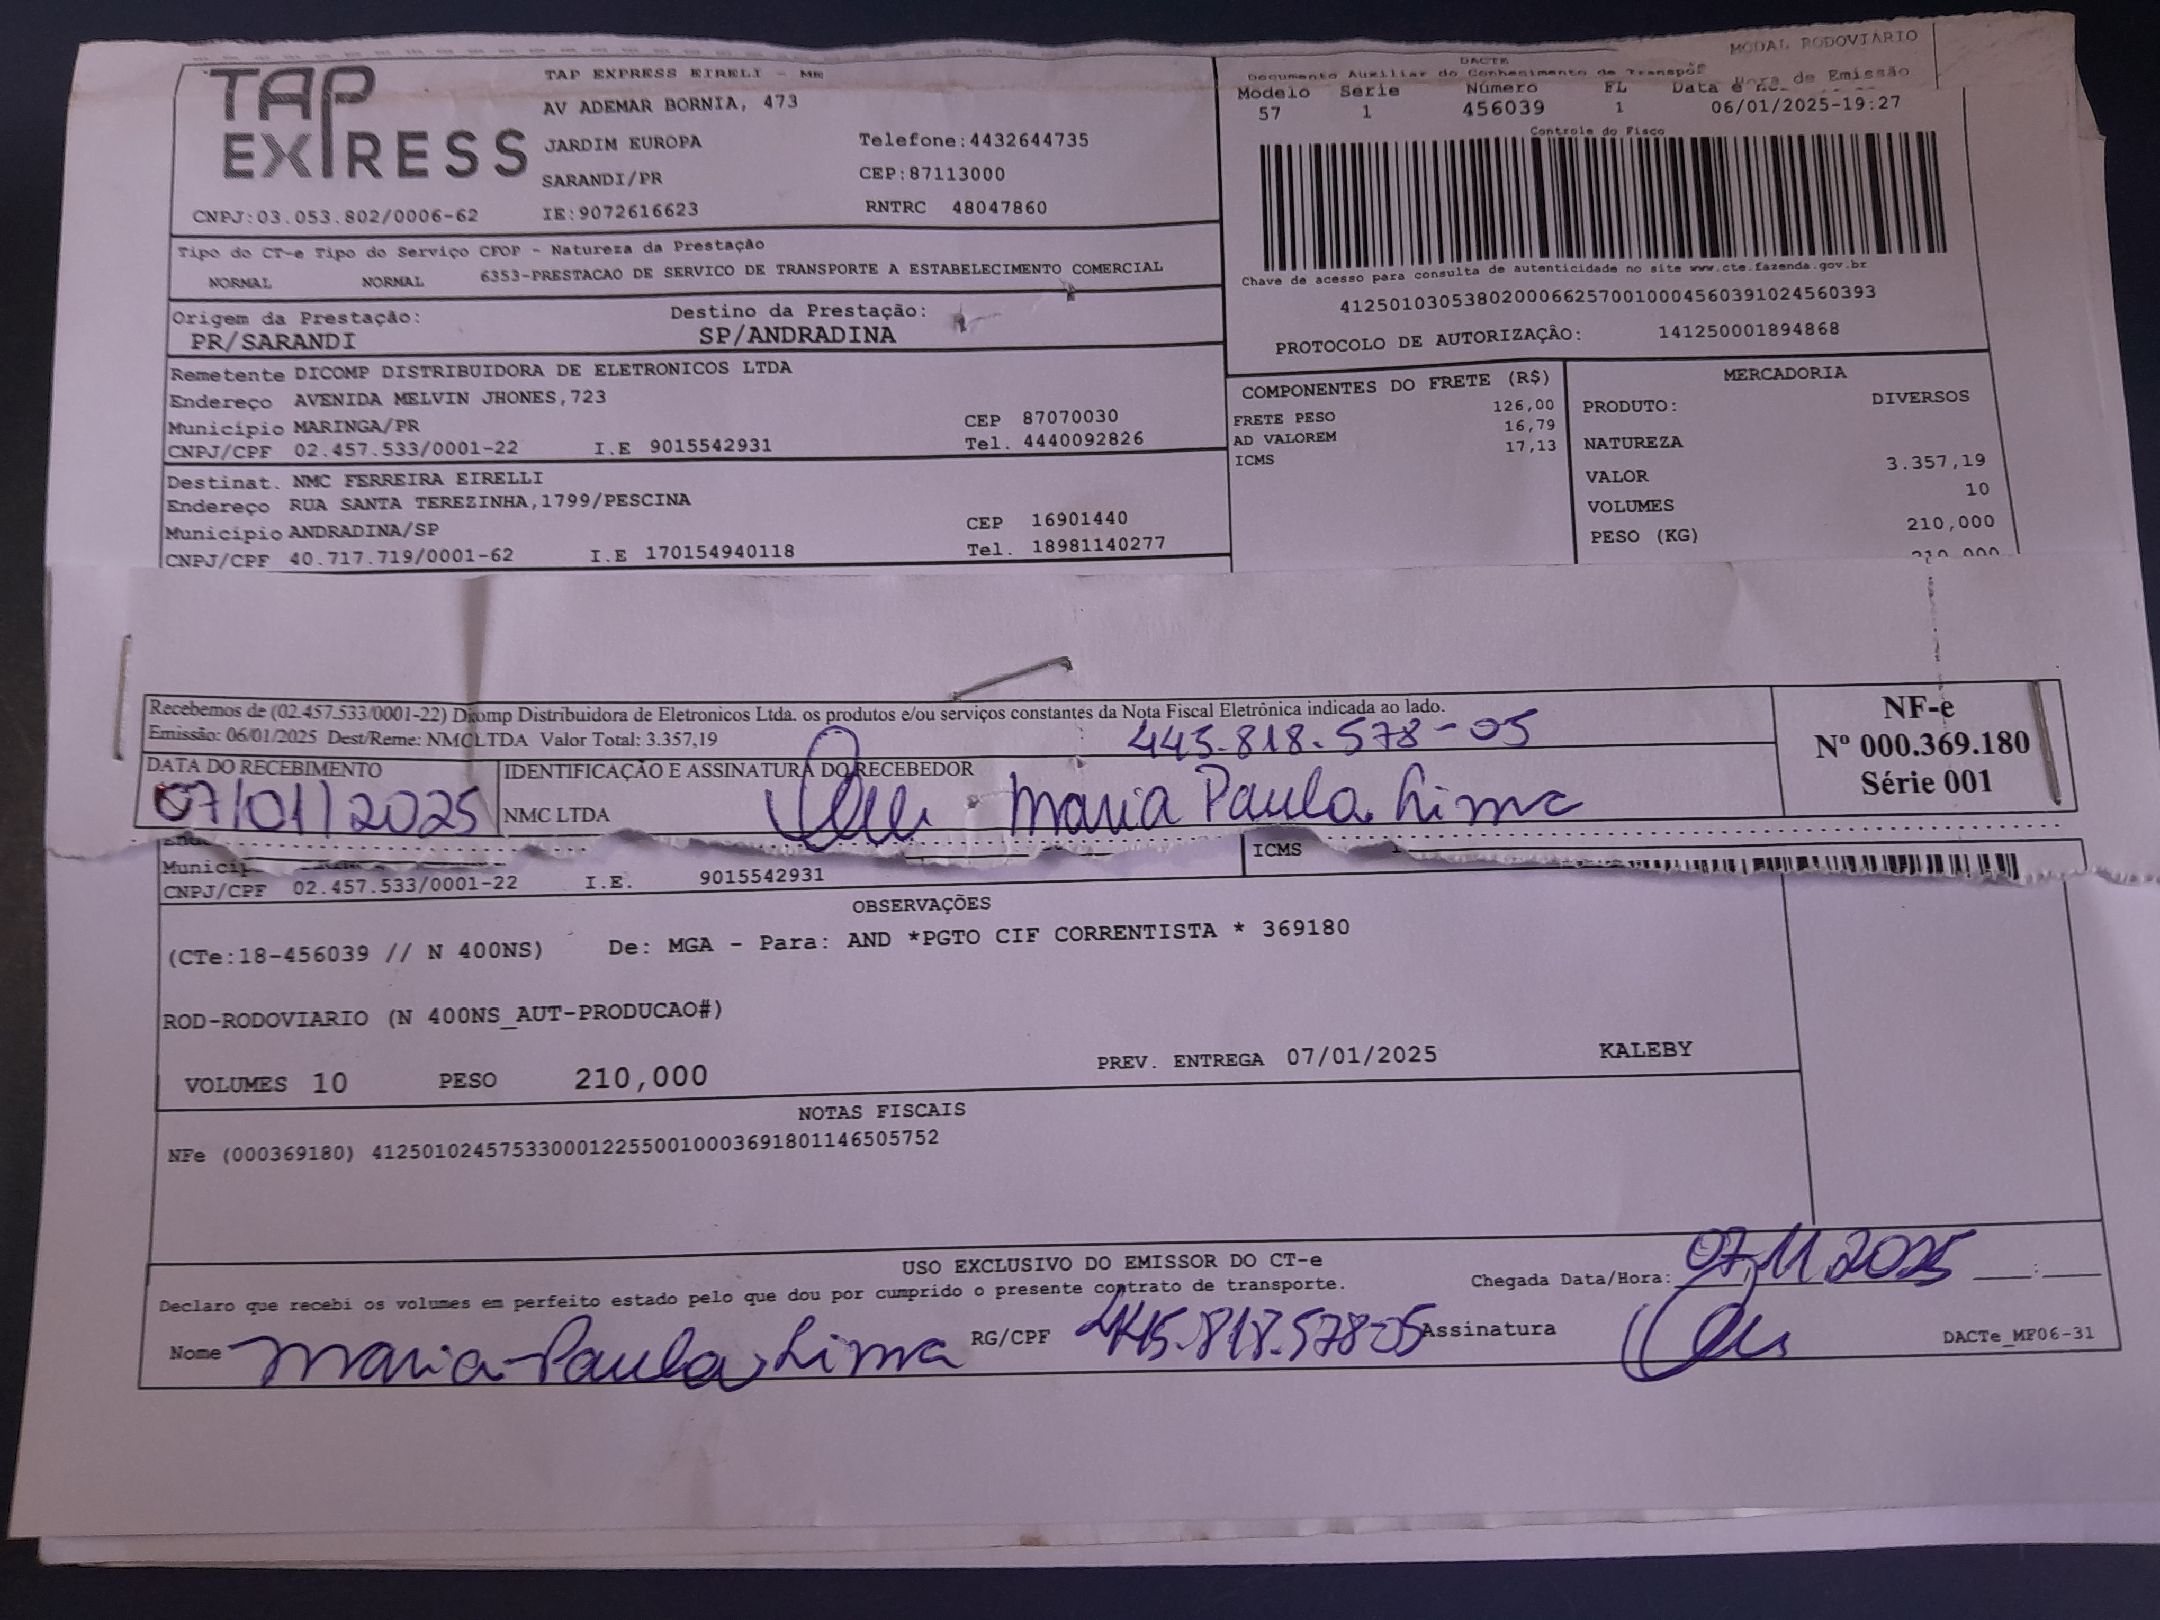 TAP EXPRESS
TAP EXPRESS EIRELI - ME
AV ADEMAR BORNIA, 473
JARDIM EUROPA Telefone:4432644735
SARANDI/PR CEP:87113000
CNPJ:03.053.802/0006-62 IE:9072616623 RNTRC 48047860
MODAL RODOVIÁRIO
DACTE
Documento Auxiliar do Conhecimento de Transpor
Modelo Serie Número FL Data e Hora de Emissão
57 1 456039 1 06/01/2025-19:27
Controle do Fisco
Chave de acesso para consulta de autenticidade no site www.cte.fazenda.gov.br
41250103053802000662570010004560391024560393
PROTOCOLO DE AUTORIZAÇÃO: 141250001894868
Tipo do CT-e Tipo do Serviço CFOP - Natureza da Prestação
NORMAL NORMAL 6353-PRESTACAO DE SERVICO DE TRANSPORTE A ESTABELECIMENTO COMERCIAL
Origem da Prestação: Destino da Prestação:
PR/SARANDI SP/ANDRADINA
Remetente DICOMP DISTRIBUIDORA DE ELETRONICOS LTDA
Endereço AVENIDA MELVIN JHONES,723
Município MARINGA/PR CEP 87070030
CNPJ/CPF 02.457.533/0001-22 I.E 9015542931 Tel. 4440092826
Destinat. NMC FERREIRA EIRELLI
Endereço RUA SANTA TEREZINHA,1799/PESCINA
Município ANDRADINA/SP CEP 16901440
CNPJ/CPF 40.717.719/0001-62 I.E 170154940118 Tel. 18981140277
COMPONENTES DO FRETE (R$)
FRETE PESO 126,00
AD VALOREM 16,79
ICMS 17,13
MERCADORIA
PRODUTO: DIVERSOS
NATUREZA
VALOR 3.357,19
VOLUMES 10
PESO (KG) 210,000
210,000
Recebemos de (02.457.533/0001-22) Dicomp Distribuidora de Eletronicos Ltda. os produtos e/ou serviços constantes da Nota Fiscal Eletrônica indicada ao lado.
Emissão: 06/01/2025 Dest/Reme: NMC LTDA Valor Total: 3.357,19
445.818.578-05
DATA DO RECEBIMENTO IDENTIFICAÇÃO E ASSINATURA DO RECEBEDOR
07/01/2025 NMC LTDA Maria Paula Lima
NF-e
Nº 000.369.180
Série 001
ICMS
CNPJ/CPF 02.457.533/0001-22 I.E. 9015542931
OBSERVAÇÕES
(CTe:18-456039 // N 400NS) De: MGA - Para: AND *PGTO CIF CORRENTISTA * 369180
ROD-RODOVIARIO (N 400NS_AUT-PRODUCAO#)
VOLUMES 10 PESO 210,000 PREV. ENTREGA 07/01/2025 KALEBY
NOTAS FISCAIS
NFe (000369180) 41250102457533000122550010003691801146505752
USO EXCLUSIVO DO EMISSOR DO CT-e
Declaro que recebi os volumes em perfeito estado pelo que dou por cumprido o presente contrato de transporte.
Chegada Data/Hora: 07/1/2025 ___:___
Nome Maria Paula Lima RG/CPF 445.818.578-05 Assinatura
DACTe_MF06-31